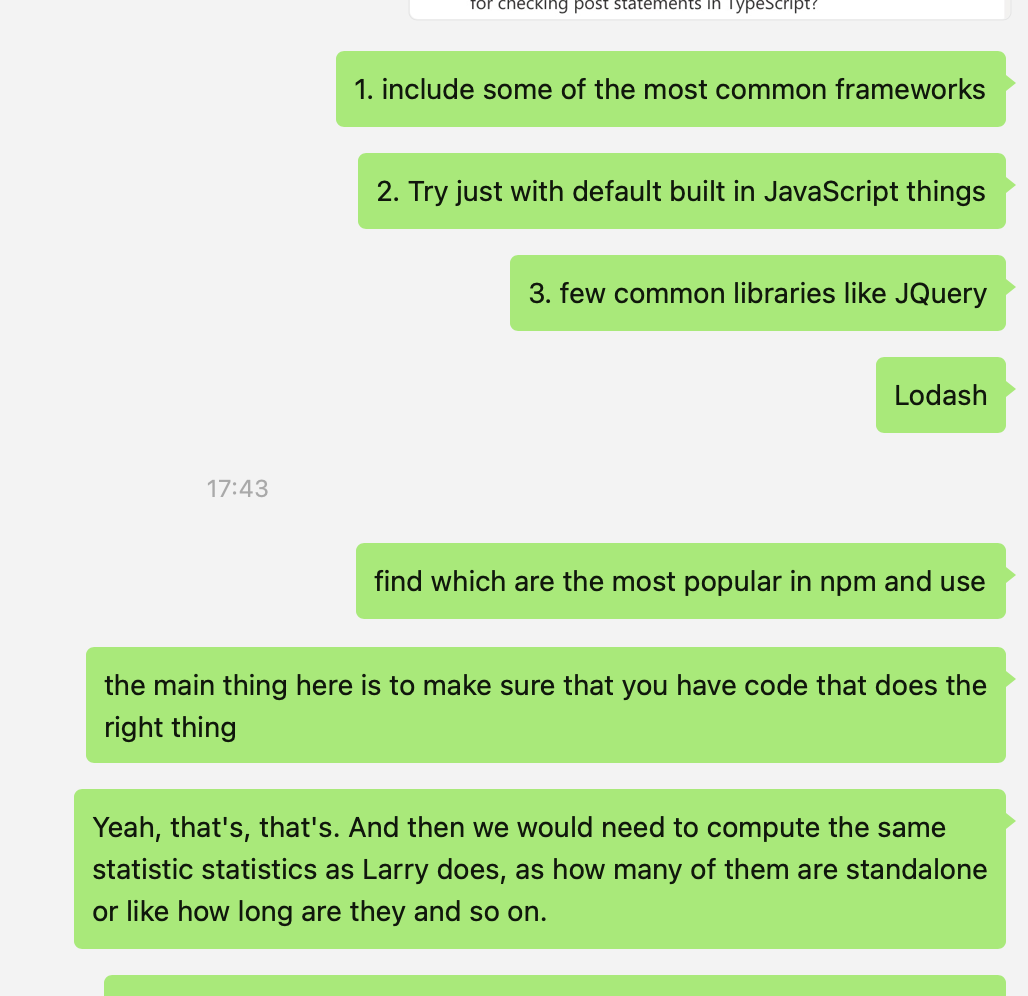 for checking post statements in TypeScript?
1. include some of the most common frameworks
2. Try just with default built in JavaScript things
3. few common libraries like JQuery
Lodash
17:43
find which are the most popular in npm and use
the main thing here is to make sure that you have code that does the
right thing
Yeah, that's, that's. And then we would need to compute the same
statistic statistics as Larry does, as how many of them are standalone
or like how long are they and so on.